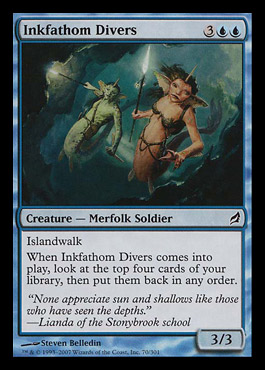 Inkfathom Divers 3
Creature — Merfolk Soldier
Islandwalk
When Inkfathom Divers comes into
play, look at the top four cards of your
library, then put them back in any order.
"None appreciate sun and shallows like those
who have seen the depths."
—Lianda of the Stonybrook school
3/3
Steven Belledin
™ & © 1993–2007 Wizards of the Coast, Inc. 70/301